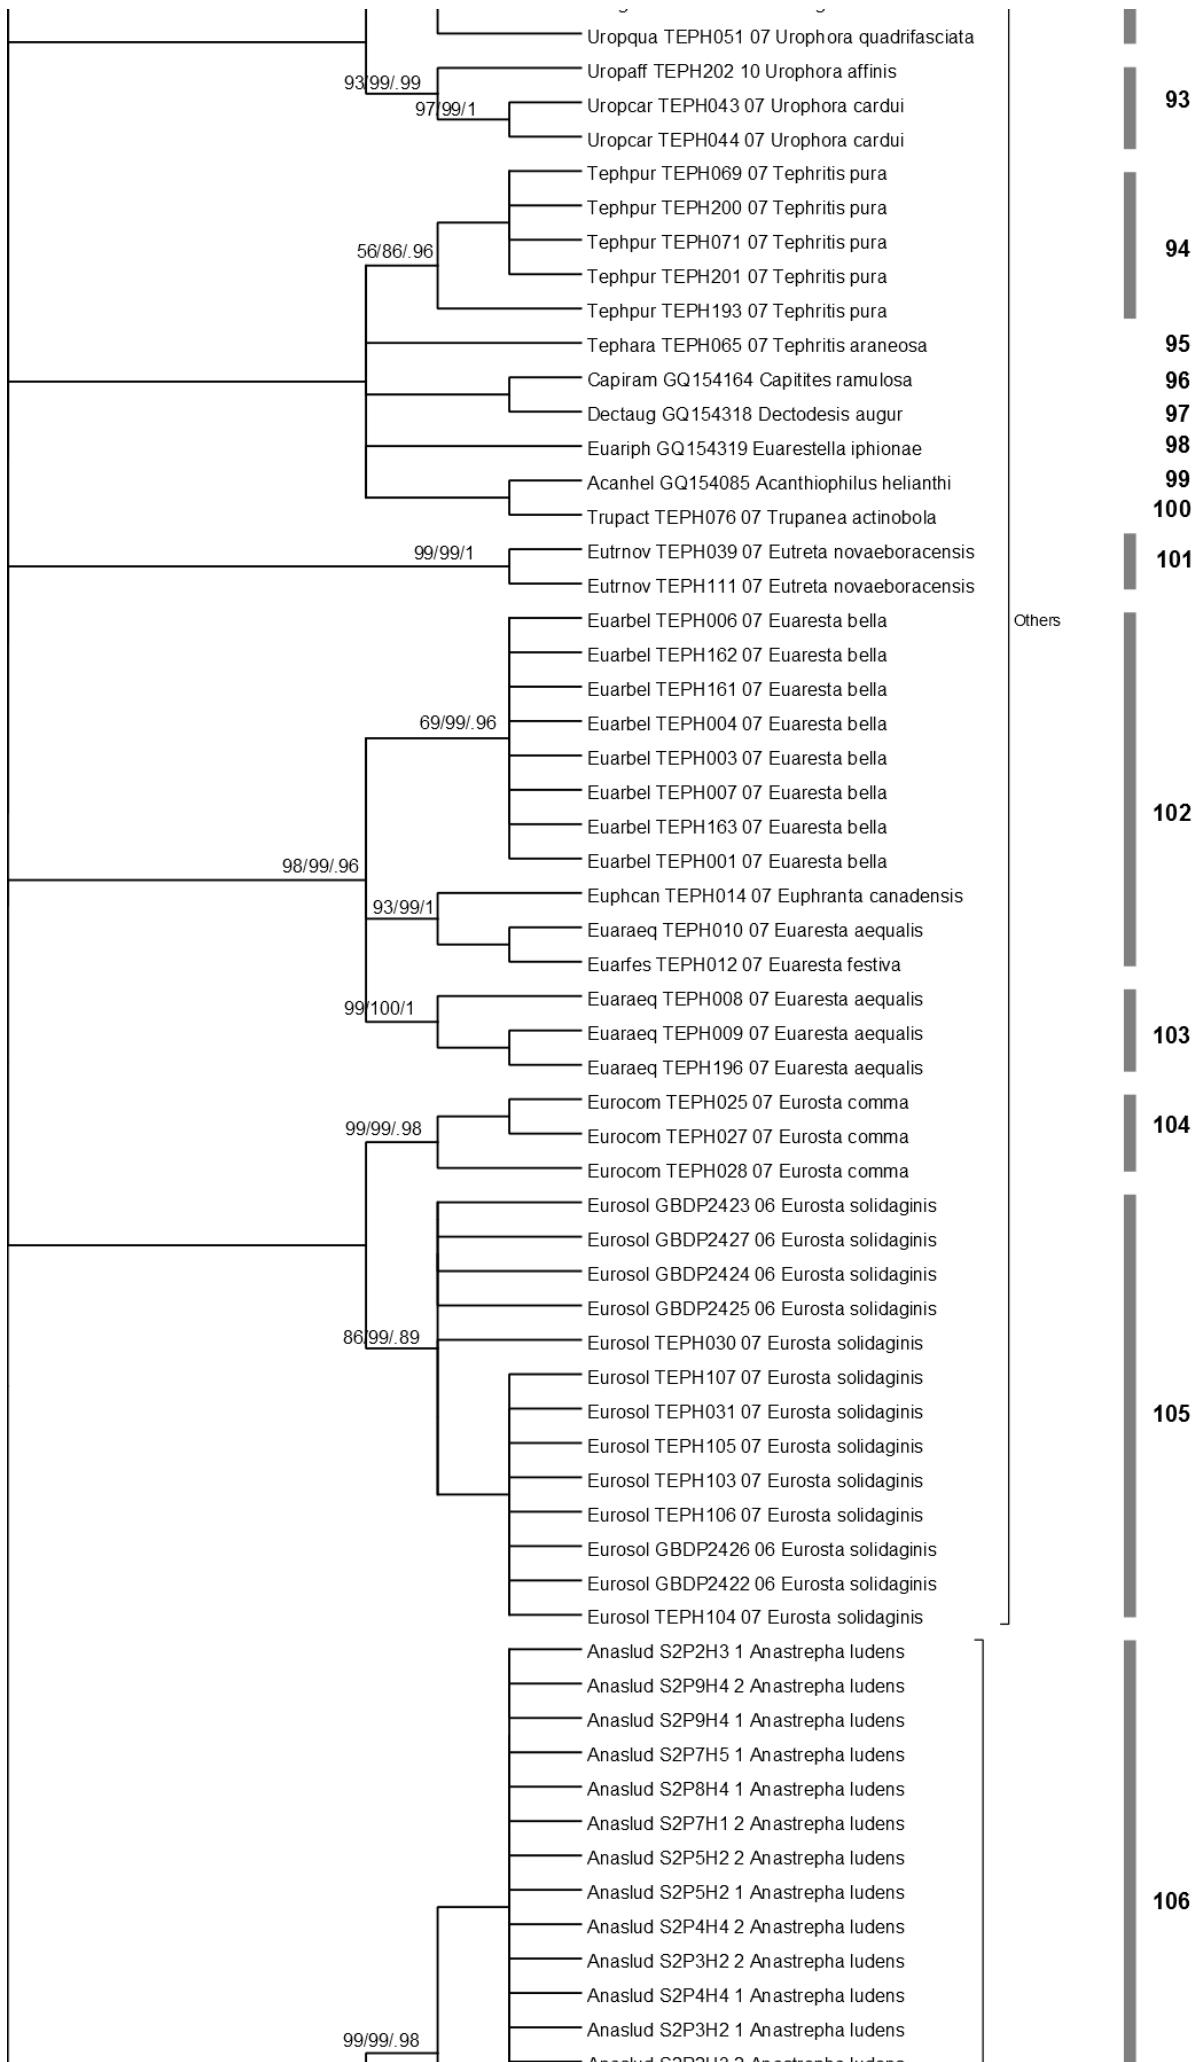 Uropqua TEPH051 07 Urophora quadrifasciata
Uropaff TEPH202 10 Urophora affinis
93/99/.99
93
97/99/1
Uropcar TEPH043 07 Urophora cardui
Uropcar TEPH044 07 Urophora cardui
Tephpur TEPH069 07 Tephritis pura
Tephpur TEPH200 07 Tephritis pura
Tephpur TEPH071 07 Tephritis pura
56/86/.96
94
Tephpur TEPH201 07 Tephritis pura
Tephpur TEPH193 07 Tephritis pura
Tephara TEPH065 07 Tephritis araneosa
95
Capiram GQ154164 Capitites ramulosa
96
Dectaug GQ154318 Dectodesis augur
97
Euariph GQ154319 Euarestella iphionae
98
Acanhel GQ154085 Acanthiophilus helianthi
99
Trupact TEPH076 07 Trupanea actinobola
100
99/99/1
Eutrnov TEPH039 07 Eutreta novaeboracensis
101
Eutrnov TEPH111 07 Eutreta novaeboracensis
Euarbel TEPH006 07 Euaresta bella
Others
Euarbel TEPH162 07 Euaresta bella
Euarbel TEPH161 07 Euaresta bella
69/99/.96
Euarbel TEPH004 07 Euaresta bella
Euarbel TEPH003 07 Euaresta bella
Euarbel TEPH007 07 Euaresta bella
102
Euarbel TEPH163 07 Euaresta bella
Euarbel TEPH001 07 Euaresta bella
98/99/.96
Euphcan TEPH014 07 Euphranta canadensis
93/99/1
Euaraeq TEPH010 07 Euaresta aequalis
Euarfes TEPH012 07 Euaresta festiva
Euaraeq TEPH008 07 Euaresta aequalis
99/100/1
Euaraeq TEPH009 07 Euaresta aequalis
103
Euaraeq TEPH196 07 Euaresta aequalis
Eurocom TEPH025 07 Eurosta comma
99/99/.98
104
Eurocom TEPH027 07 Eurosta comma
Eurocom TEPH028 07 Eurosta comma
Eurosol GBDP2423 06 Eurosta solidaginis
Eurosol GBDP2427 06 Eurosta solidaginis
Eurosol GBDP2424 06 Eurosta solidaginis
Eurosol GBDP2425 06 Eurosta solidaginis
86/99/.89
Eurosol TEPH030 07 Eurosta solidaginis
Eurosol TEPH107 07 Eurosta solidaginis
Eurosol TEPH031 07 Eurosta solidaginis
105
Eurosol TEPH105 07 Eurosta solidaginis
Eurosol TEPH103 07 Eurosta solidaginis
Eurosol TEPH106 07 Eurosta solidaginis
Eurosol GBDP2426 06 Eurosta solidaginis
Eurosol GBDP2422 06 Eurosta solidaginis
Eurosol TEPH104 07 Eurosta solidaginis
Anaslud S2P2H3 1 Anastrepha ludens
Anaslud S2P9H4 2 Anastrepha ludens
Anaslud S2P9H4 1 Anastrepha ludens
Anaslud S2P7H5 1 Anastrepha ludens
Anaslud S2P8H4 1 Anastrepha ludens
Anaslud S2P7H1 2 Anastrepha ludens
Anaslud S2P5H2 2 Anastrepha ludens
Anaslud S2P5H2 1 Anastrepha ludens
106
Anaslud S2P4H4 2 Anastrepha ludens
Anaslud S2P3H2 2 Anastrepha ludens
Anaslud S2P4H4 1 Anastrepha ludens
Anaslud S2P3H2 1 Anastrepha ludens
99/99/.98